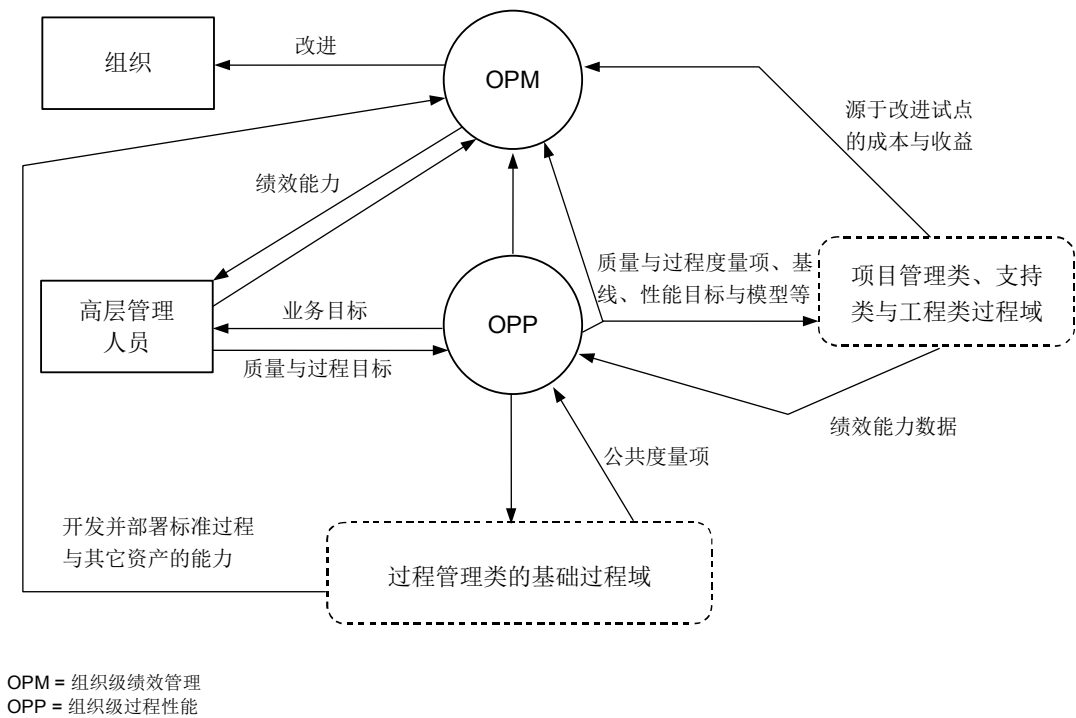 组织
改进
OPM
源于改进试点
的成本与收益
绩效能力
质量与过程度量项、基
线、性能目标与模型等
项目管理类、支持
类与工程类过程域
高层管理
人员
业务目标
OPP
质量与过程目标
绩效能力数据
公共度量项
开发并部署标准过程
与其它资产的能力
过程管理类的基础过程域
OPM = 组织级绩效管理
OPP = 组织级过程性能